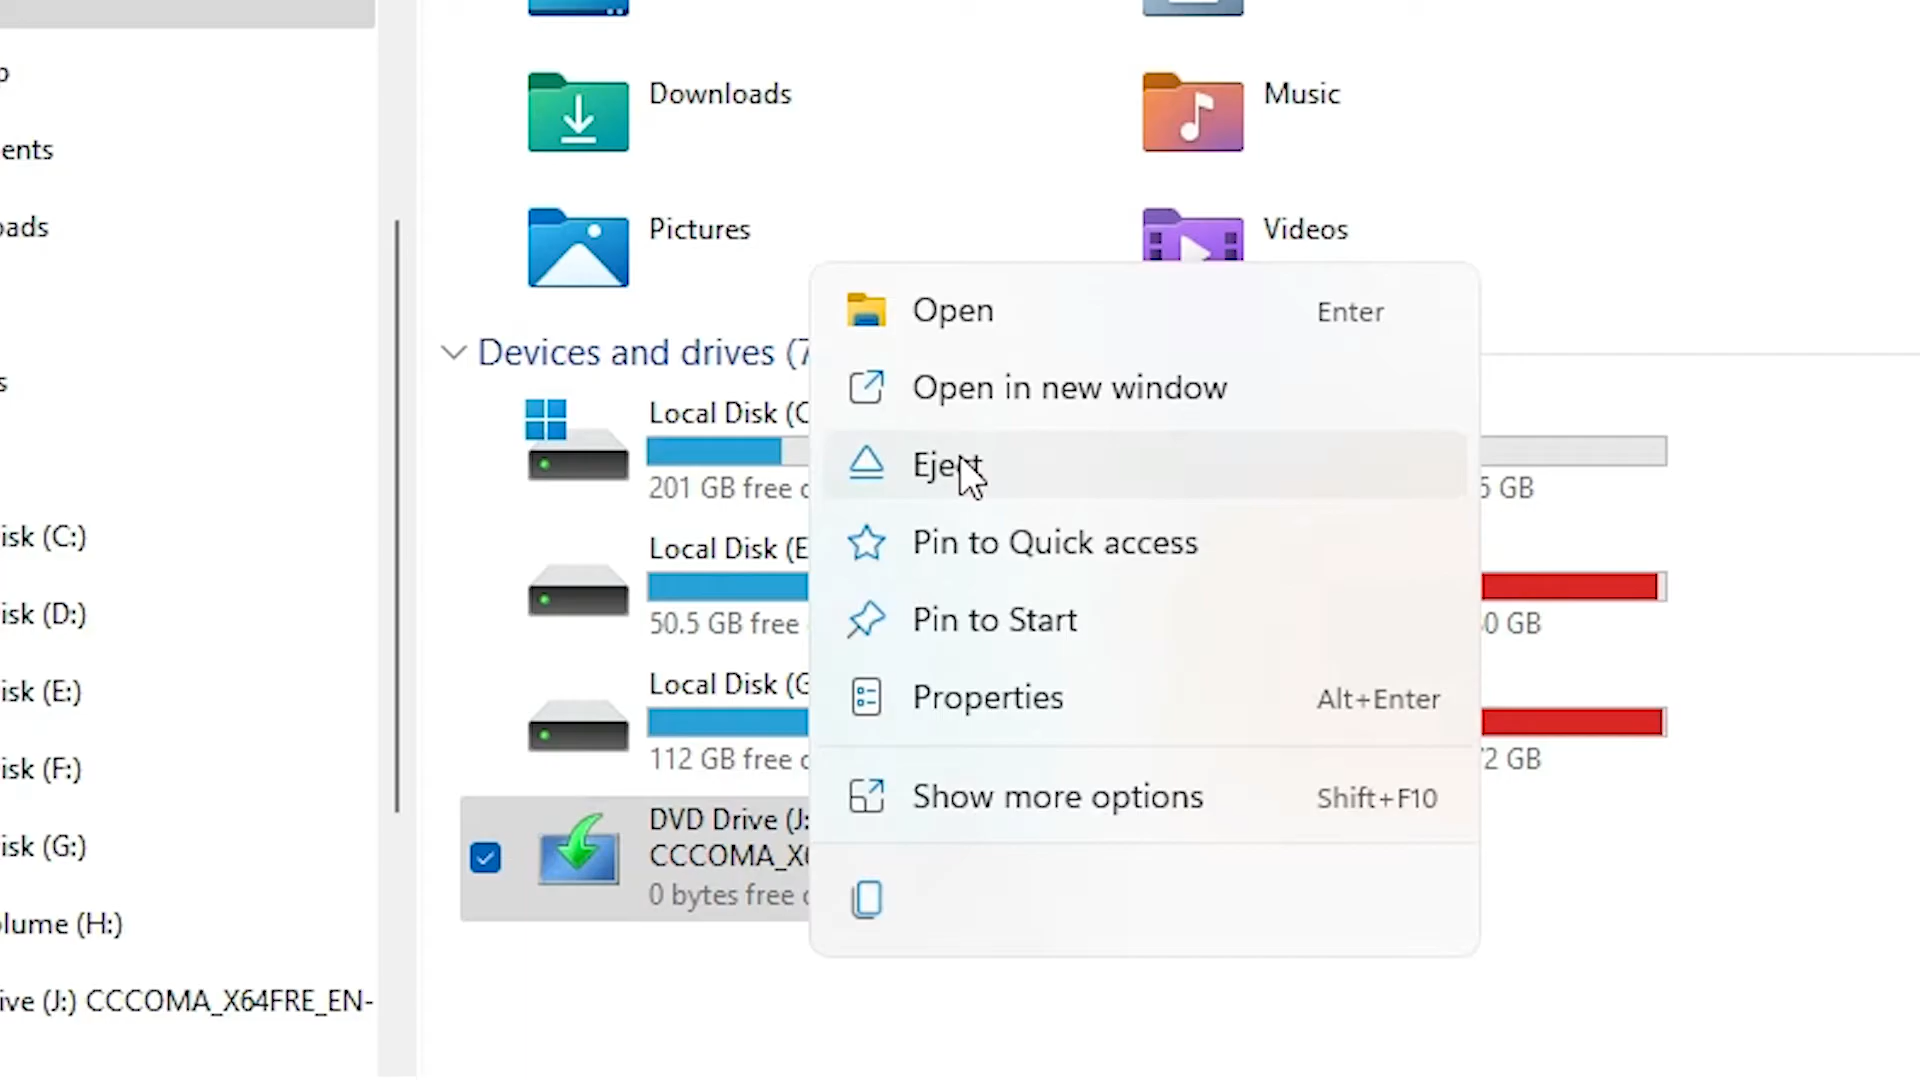 p
ents
oads
s
isk (C:)
isk (D:)
isk (E:)
isk (F:)
isk (G:)
olume (H:)
ive (J:) CCCOMA_X64FRE_EN-
Downloads
Music
Pictures
Videos
Devices and drives (7
Local Disk (C
201 GB free o
5 GB
Local Disk (E
50.5 GB free
0 GB
Local Disk (G
112 GB free o
2 GB
DVD Drive (J:
CCCOMA_X6
0 bytes free o
Open Enter
Open in new window
Eject
Pin to Quick access
Pin to Start
Properties Alt+Enter
Show more options Shift+F10